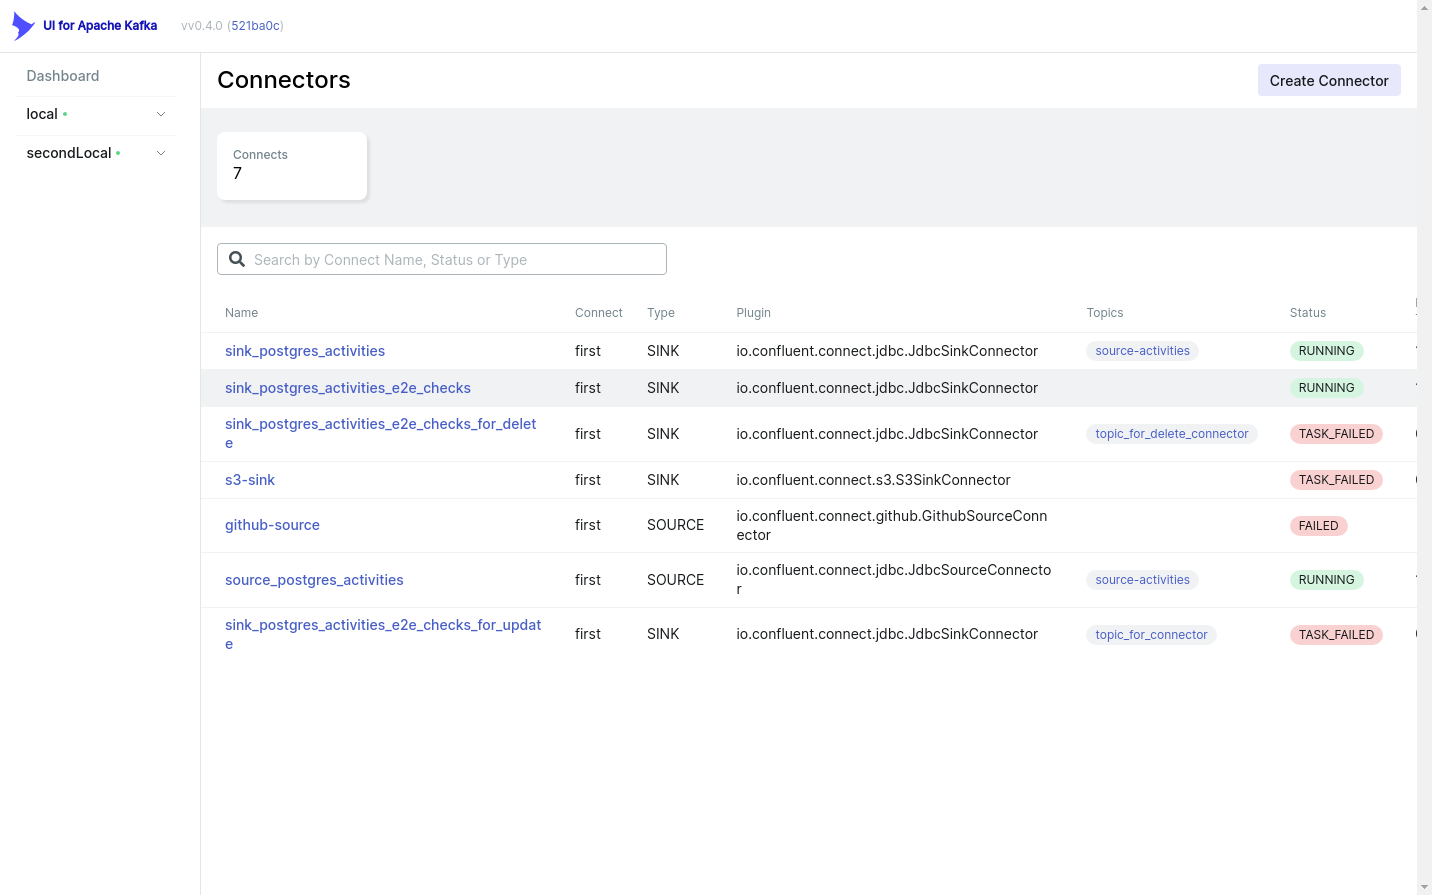 UI for Apache Kafka vv0.4.0 (521ba0c)
Dashboard
local
secondLocal
Connectors
Create Connector
Connects
7
Search by Connect Name, Status or Type
Name Connect Type Plugin Topics Status
sink_postgres_activities first SINK io.confluent.connect.jdbc.JdbcSinkConnector source-activities RUNNING
sink_postgres_activities_e2e_checks first SINK io.confluent.connect.jdbc.JdbcSinkConnector RUNNING
sink_postgres_activities_e2e_checks_for_delet
e
first SINK io.confluent.connect.jdbc.JdbcSinkConnector topic_for_delete_connector TASK_FAILED
s3-sink first SINK io.confluent.connect.s3.S3SinkConnector TASK_FAILED
github-source first SOURCE
io.confluent.connect.github.GithubSourceConn
ector
FAILED
source_postgres_activities first SOURCE
io.confluent.connect.jdbc.JdbcSourceConnecto
r
source-activities RUNNING
sink_postgres_activities_e2e_checks_for_updat
e
first SINK io.confluent.connect.jdbc.JdbcSinkConnector topic_for_connector TASK_FAILED